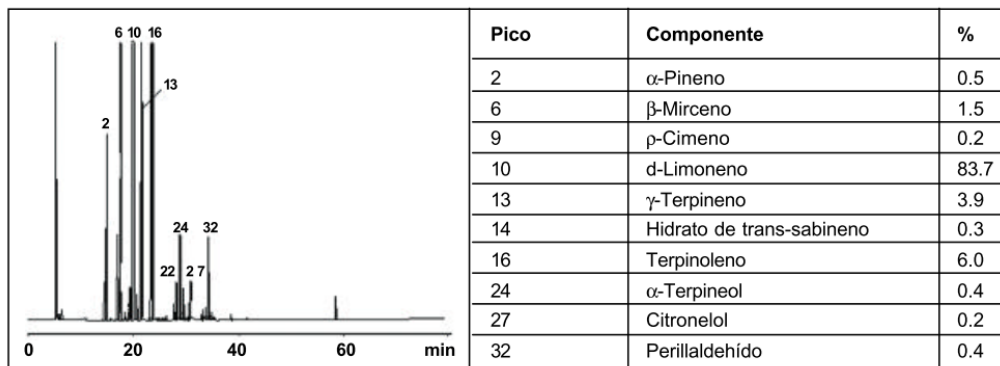 6 10 16
13
2
24
32
22
2 7
0 20 40 60 min
Pico Componente %
2 α-Pineno 0.5
6 β-Mirceno 1.5
9 ρ-Cimeno 0.2
10 d-Limoneno 83.7
13 γ-Terpineno 3.9
14 Hidrato de trans-sabineno 0.3
16 Terpinoleno 6.0
24 α-Terpineol 0.4
27 Citronelol 0.2
32 Perillaldehído 0.4